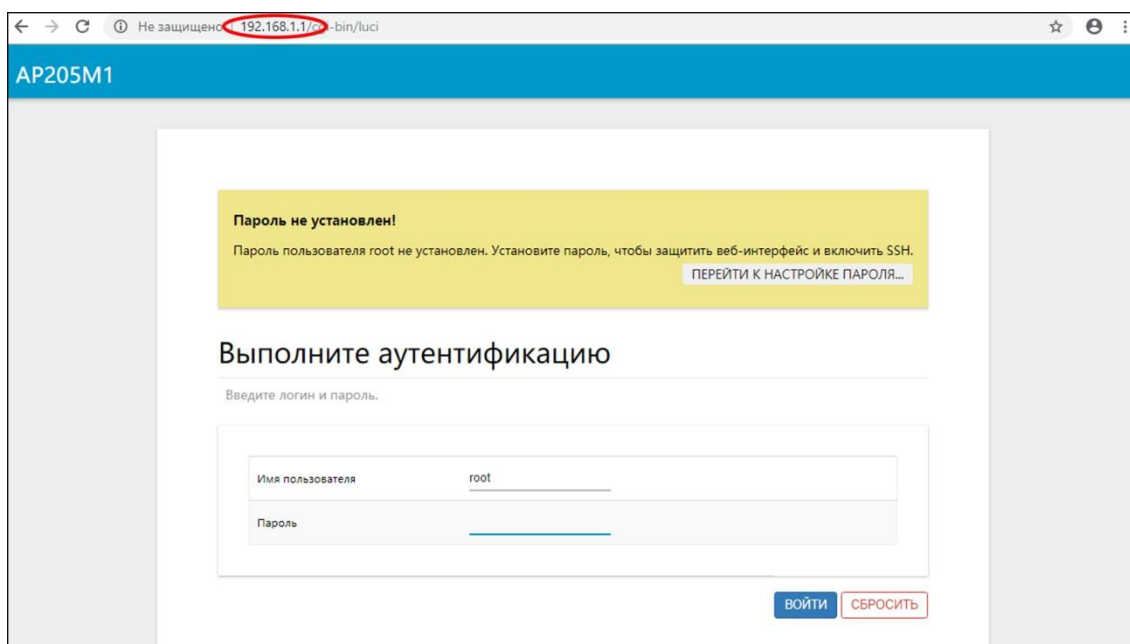 Не защищено 192.168.1.1/cgi-bin/luci
AP205M1
Пароль не установлен!
Пароль пользователя root не установлен. Установите пароль, чтобы защитить веб-интерфейс и включить SSH.
ПЕРЕЙТИ К НАСТРОЙКЕ ПАРОЛЯ...
Выполните аутентификацию
Введите логин и пароль.
Имя пользователя root
Пароль
ВОЙТИ СБРОСИТЬ